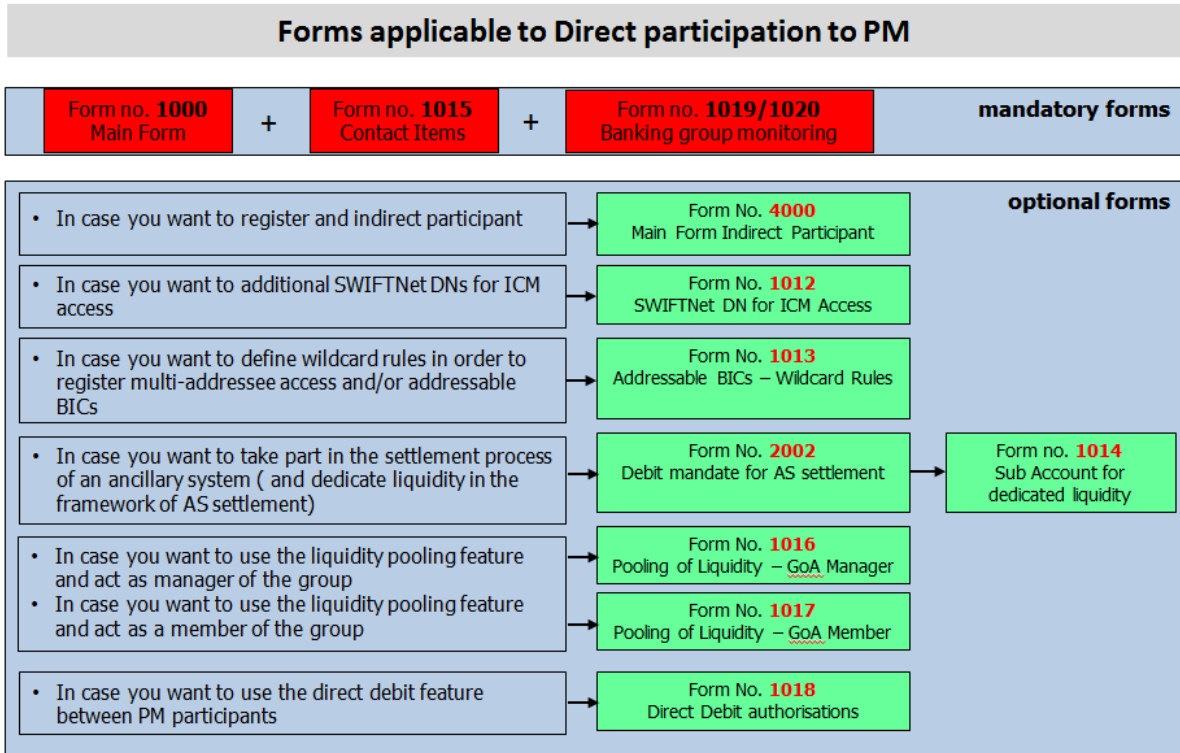 Forms applicable to Direct participation to PM
Form no. 1000
Main Form
+
Form no. 1015
Contact Items
+
Form no. 1019/1020
Banking group monitoring
mandatory forms
optional forms
• In case you want to register and indirect participant
Form No. 4000
Main Form Indirect Participant
• In case you want to additional SWIFTNet DNs for ICM
access
Form No. 1012
SWIFTNet DN for ICM Access
• In case you want to define wildcard rules in order to
register multi-addressee access and/or addressable
BICs
Form No. 1013
Addressable BICs – Wildcard Rules
• In case you want to take part in the settlement process
of an ancillary system ( and dedicate liquidity in the
framework of AS settlement)
Form No. 2002
Debit mandate for AS settlement
Form no. 1014
Sub Account for
dedicated liquidity
• In case you want to use the liquidity pooling feature
and act as manager of the group
Form No. 1016
Pooling of Liquidity – GoA Manager
• In case you want to use the liquidity pooling feature
and act as a member of the group
Form No. 1017
Pooling of Liquidity – GoA Member
• In case you want to use the direct debit feature
between PM participants
Form No. 1018
Direct Debit authorisations